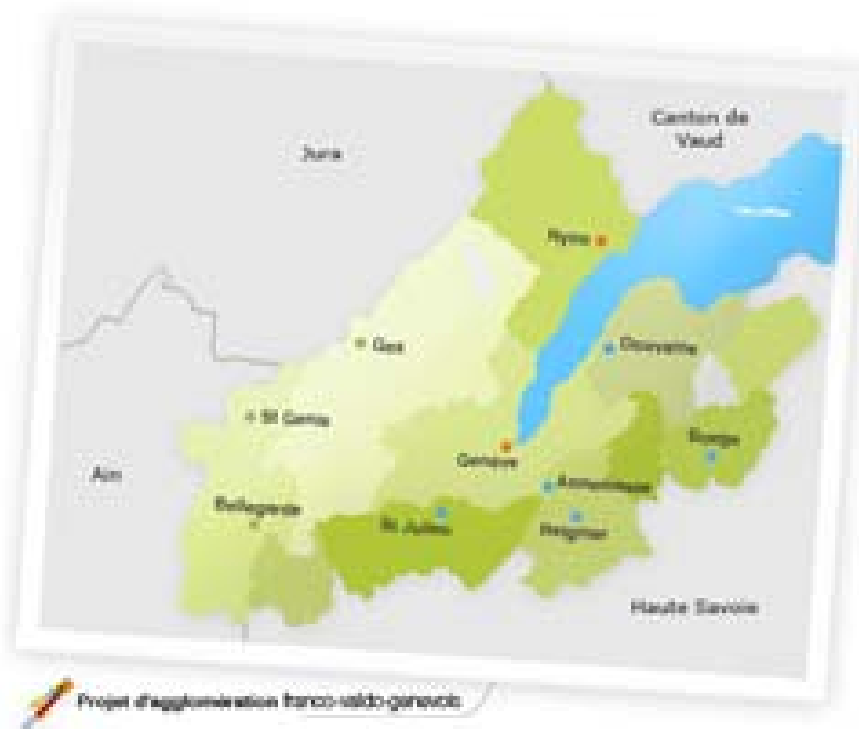 Canton de
Vaud
Jura
Nyon
Gex
Douvaine
St Genis
Boëge
Genève
Ain
Annemasse
Bellegarde
St Julien
Reignier
Haute Savoie
Projet d'agglomération franco-valdo-genevois